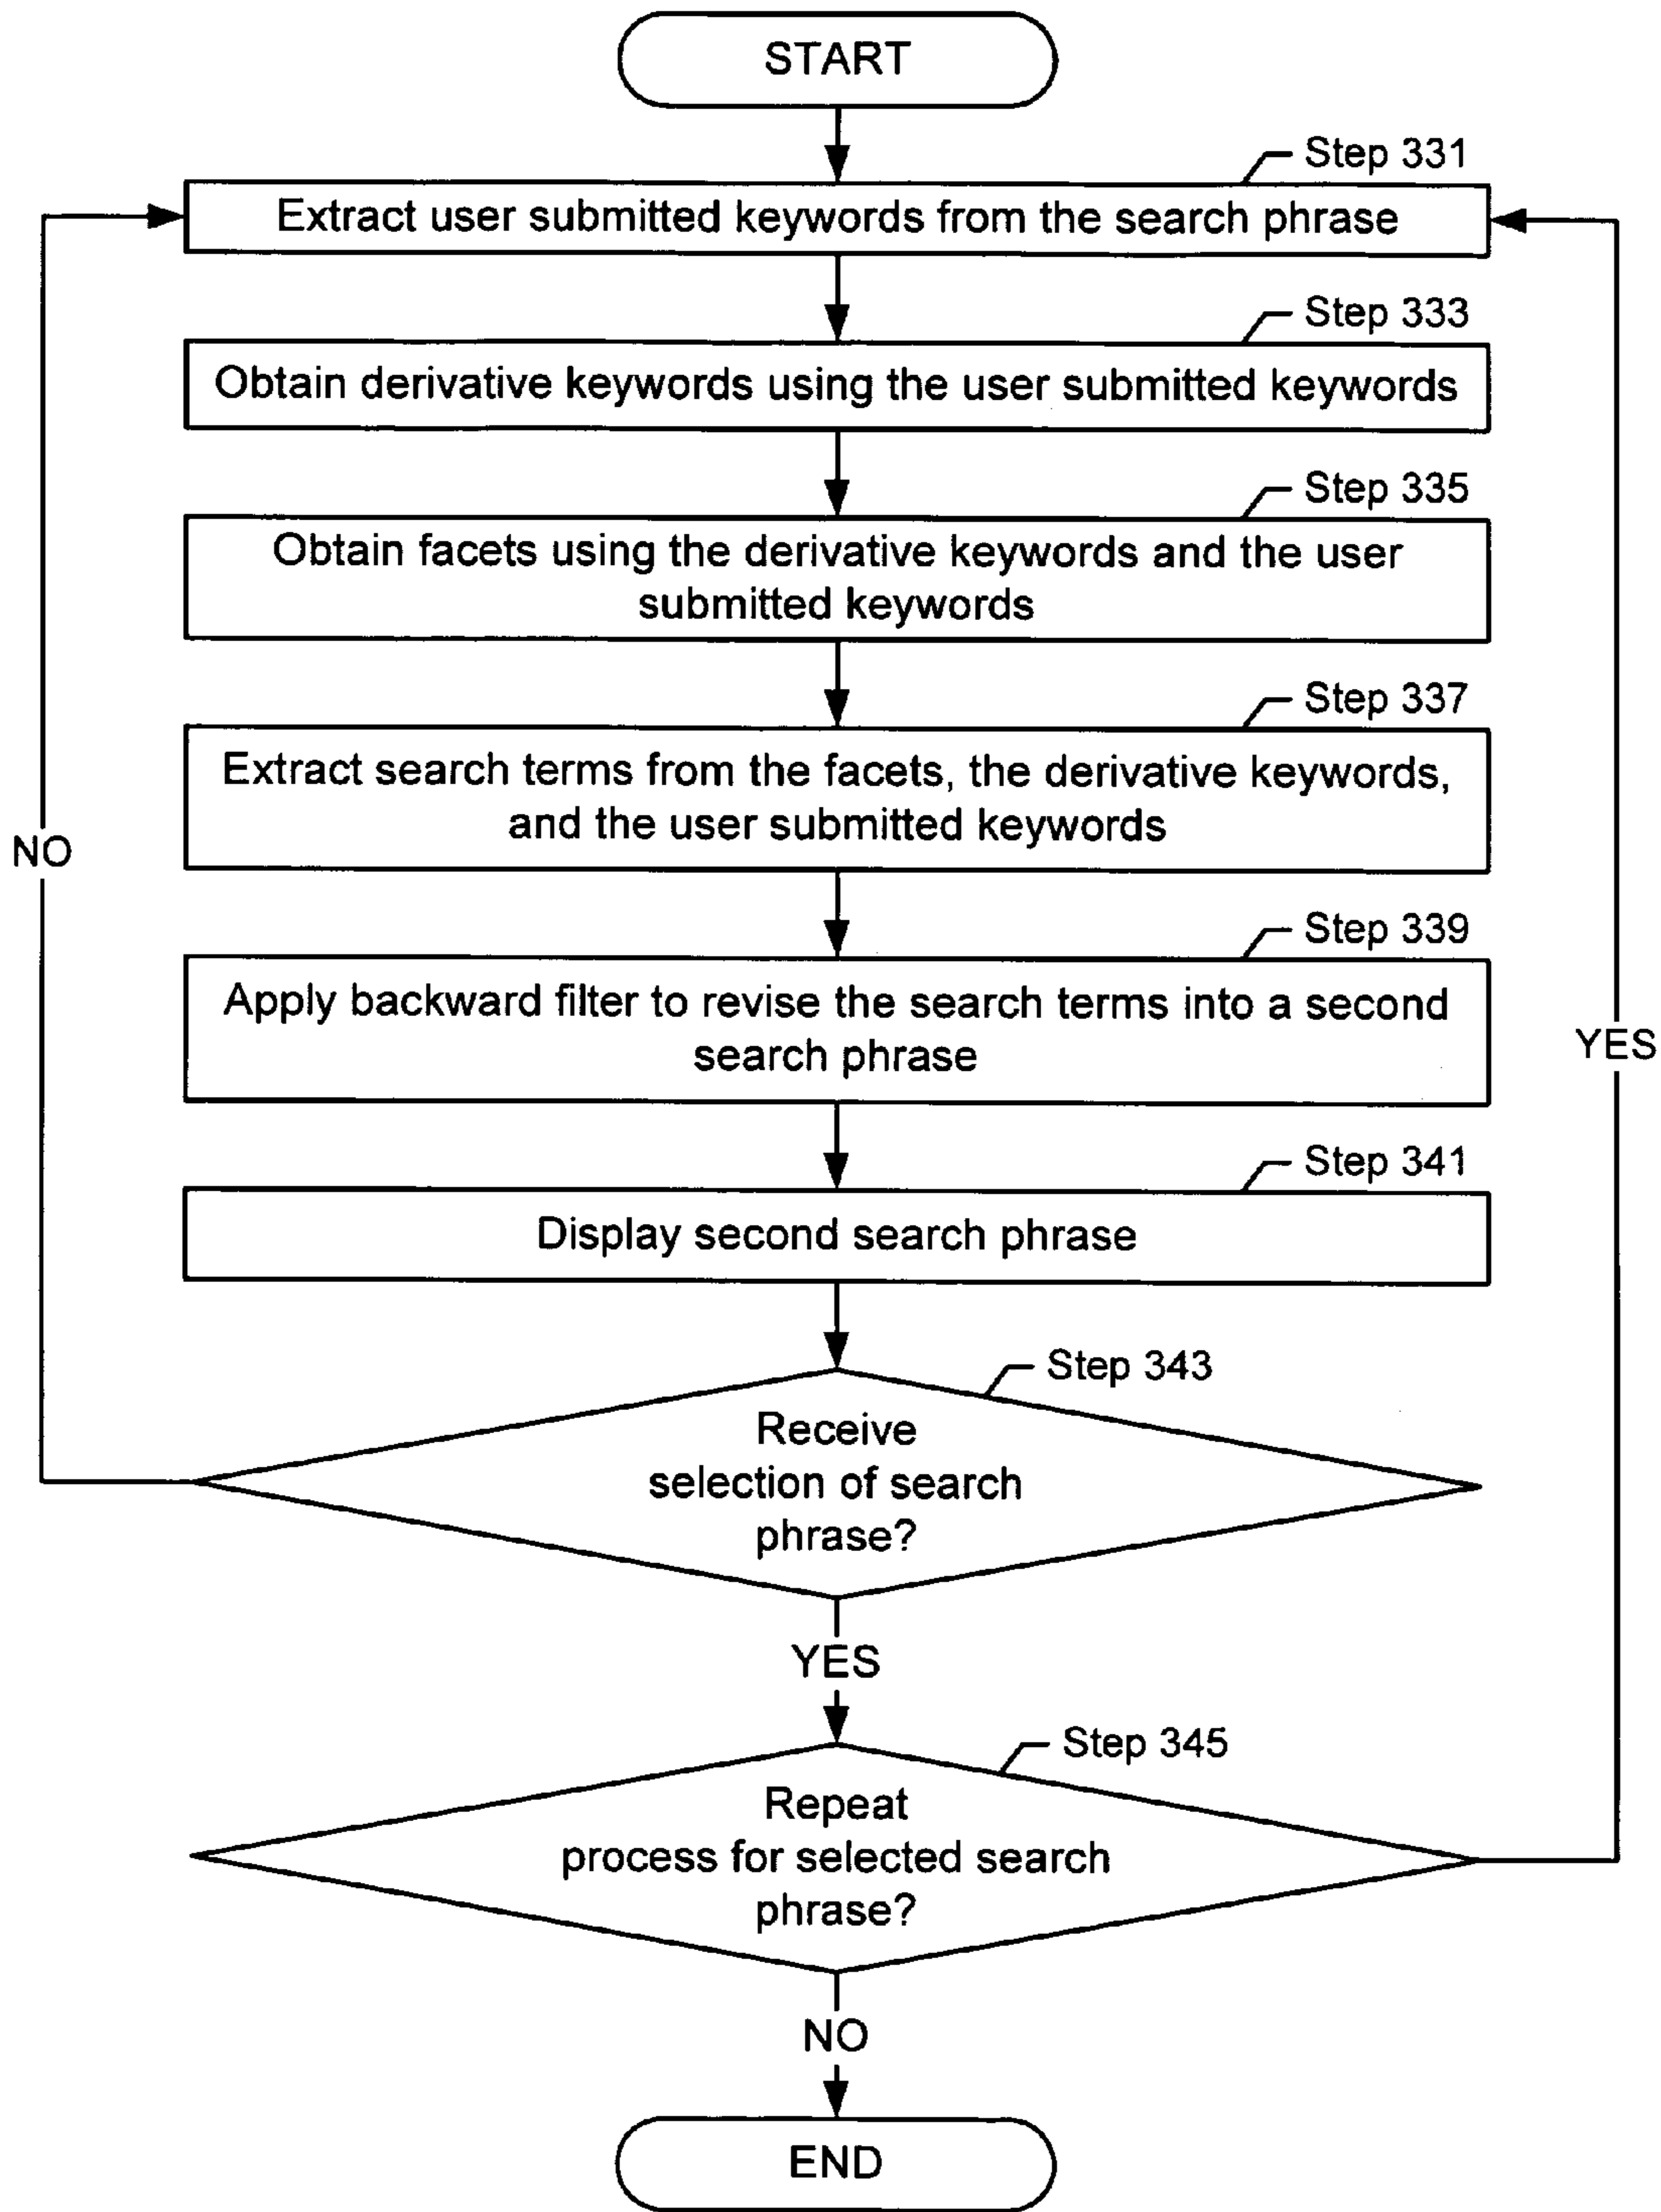 START
Step 331
Extract user submitted keywords from the search phrase
Step 333
Obtain derivative keywords using the user submitted keywords
Step 335
Obtain facets using the derivative keywords and the user
submitted keywords
Step 337
Extract search terms from the facets, the derivative keywords,
and the user submitted keywords
NO
Step 339
Apply backward filter to revise the search terms into a second
search phrase
YES
Step 341
Display second search phrase
Step 343
Receive
selection of search
phrase?
YES
Step 345
Repeat
process for selected search
phrase?
NO
END